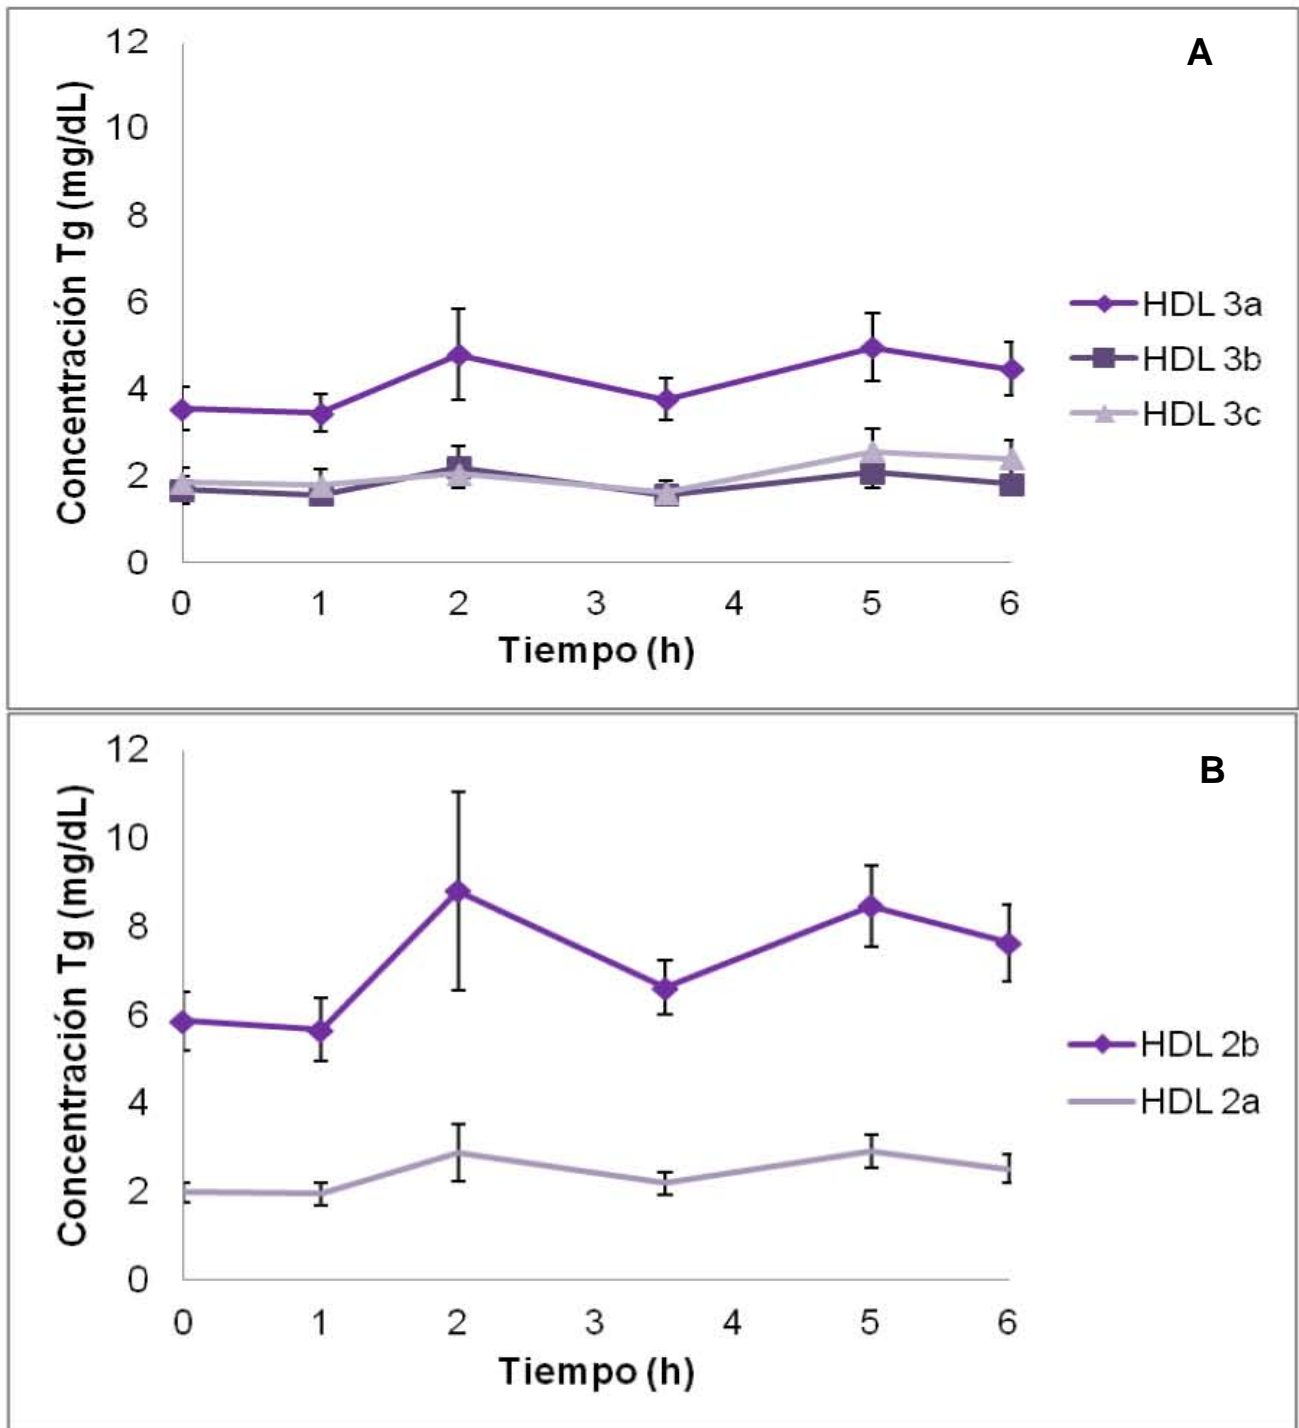 A
12
10
8
6
4
2
0
Concentración Tg (mg/dL)
0 1 2 3 4 5 6
Tiempo (h)
HDL 3a
HDL 3b
HDL 3c
B
12
10
8
6
4
2
0
Concentración Tg (mg/dL)
0 1 2 3 4 5 6
Tiempo (h)
HDL 2b
HDL 2a